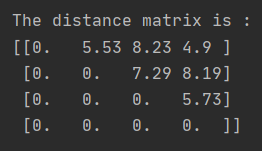 The distance matrix is :
[[0.   5.53 8.23 4.9 ]
 [0.   0.   7.29 8.19]
 [0.   0.   0.   5.73]
 [0.   0.   0.   0.  ]]